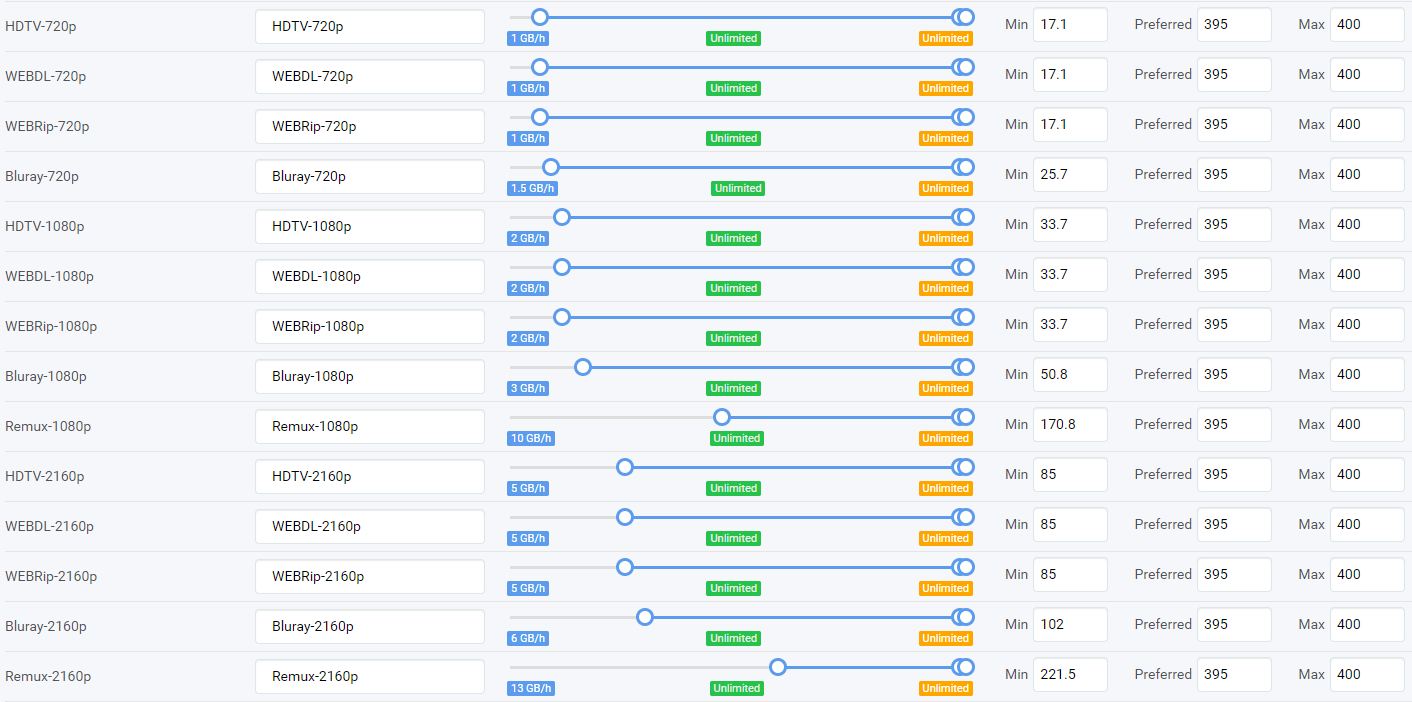 HDTV-720p HDTV-720p Min 17.1 Preferred 395 Max 400
1 GB/h Unlimited Unlimited
WEBDL-720p WEBDL-720p Min 17.1 Preferred 395 Max 400
1 GB/h Unlimited Unlimited
WEBRip-720p WEBRip-720p Min 17.1 Preferred 395 Max 400
1 GB/h Unlimited Unlimited
Bluray-720p Bluray-720p Min 25.7 Preferred 395 Max 400
1.5 GB/h Unlimited Unlimited
HDTV-1080p HDTV-1080p Min 33.7 Preferred 395 Max 400
2 GB/h Unlimited Unlimited
WEBDL-1080p WEBDL-1080p Min 33.7 Preferred 395 Max 400
2 GB/h Unlimited Unlimited
WEBRip-1080p WEBRip-1080p Min 33.7 Preferred 395 Max 400
2 GB/h Unlimited Unlimited
Bluray-1080p Bluray-1080p Min 50.8 Preferred 395 Max 400
3 GB/h Unlimited Unlimited
Remux-1080p Remux-1080p Min 170.8 Preferred 395 Max 400
10 GB/h Unlimited Unlimited
HDTV-2160p HDTV-2160p Min 85 Preferred 395 Max 400
5 GB/h Unlimited Unlimited
WEBDL-2160p WEBDL-2160p Min 85 Preferred 395 Max 400
5 GB/h Unlimited Unlimited
WEBRip-2160p WEBRip-2160p Min 85 Preferred 395 Max 400
5 GB/h Unlimited Unlimited
Bluray-2160p Bluray-2160p Min 102 Preferred 395 Max 400
6 GB/h Unlimited Unlimited
Remux-2160p Remux-2160p Min 221.5 Preferred 395 Max 400
13 GB/h Unlimited Unlimited